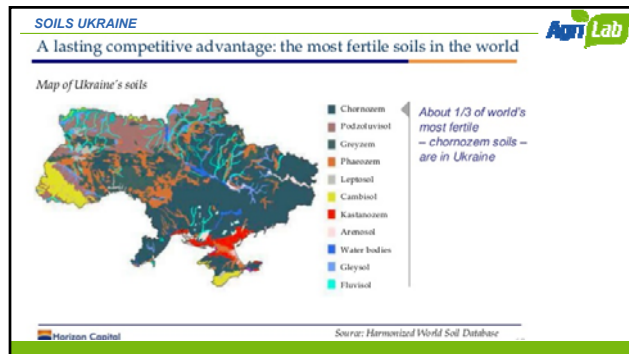 SOILS UKRAINE
Agri Lab
A lasting competitive advantage: the most fertile soils in the world
Map of Ukraine's soils
Chornozem
Podzoluvisol
Greyzem
Phaeozem
Leptosol
Cambisol
Kastanozem
Arenosol
Water bodies
Gleysol
Fluvisol
About 1/3 of world's
most fertile
– chornozem soils –
are in Ukraine
Horizon Capital
Source: Harmonized World Soil Database